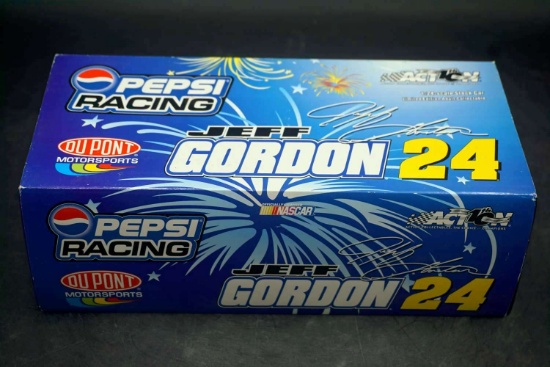 PEPSI
RACING
ACTION
JEFF
GORDON 24
DU PONT
MOTORSPORTS
PEPSI
RACING
NASCAR
ACTION
JEFF
GORDON 24
DU PONT
MOTORSPORTS